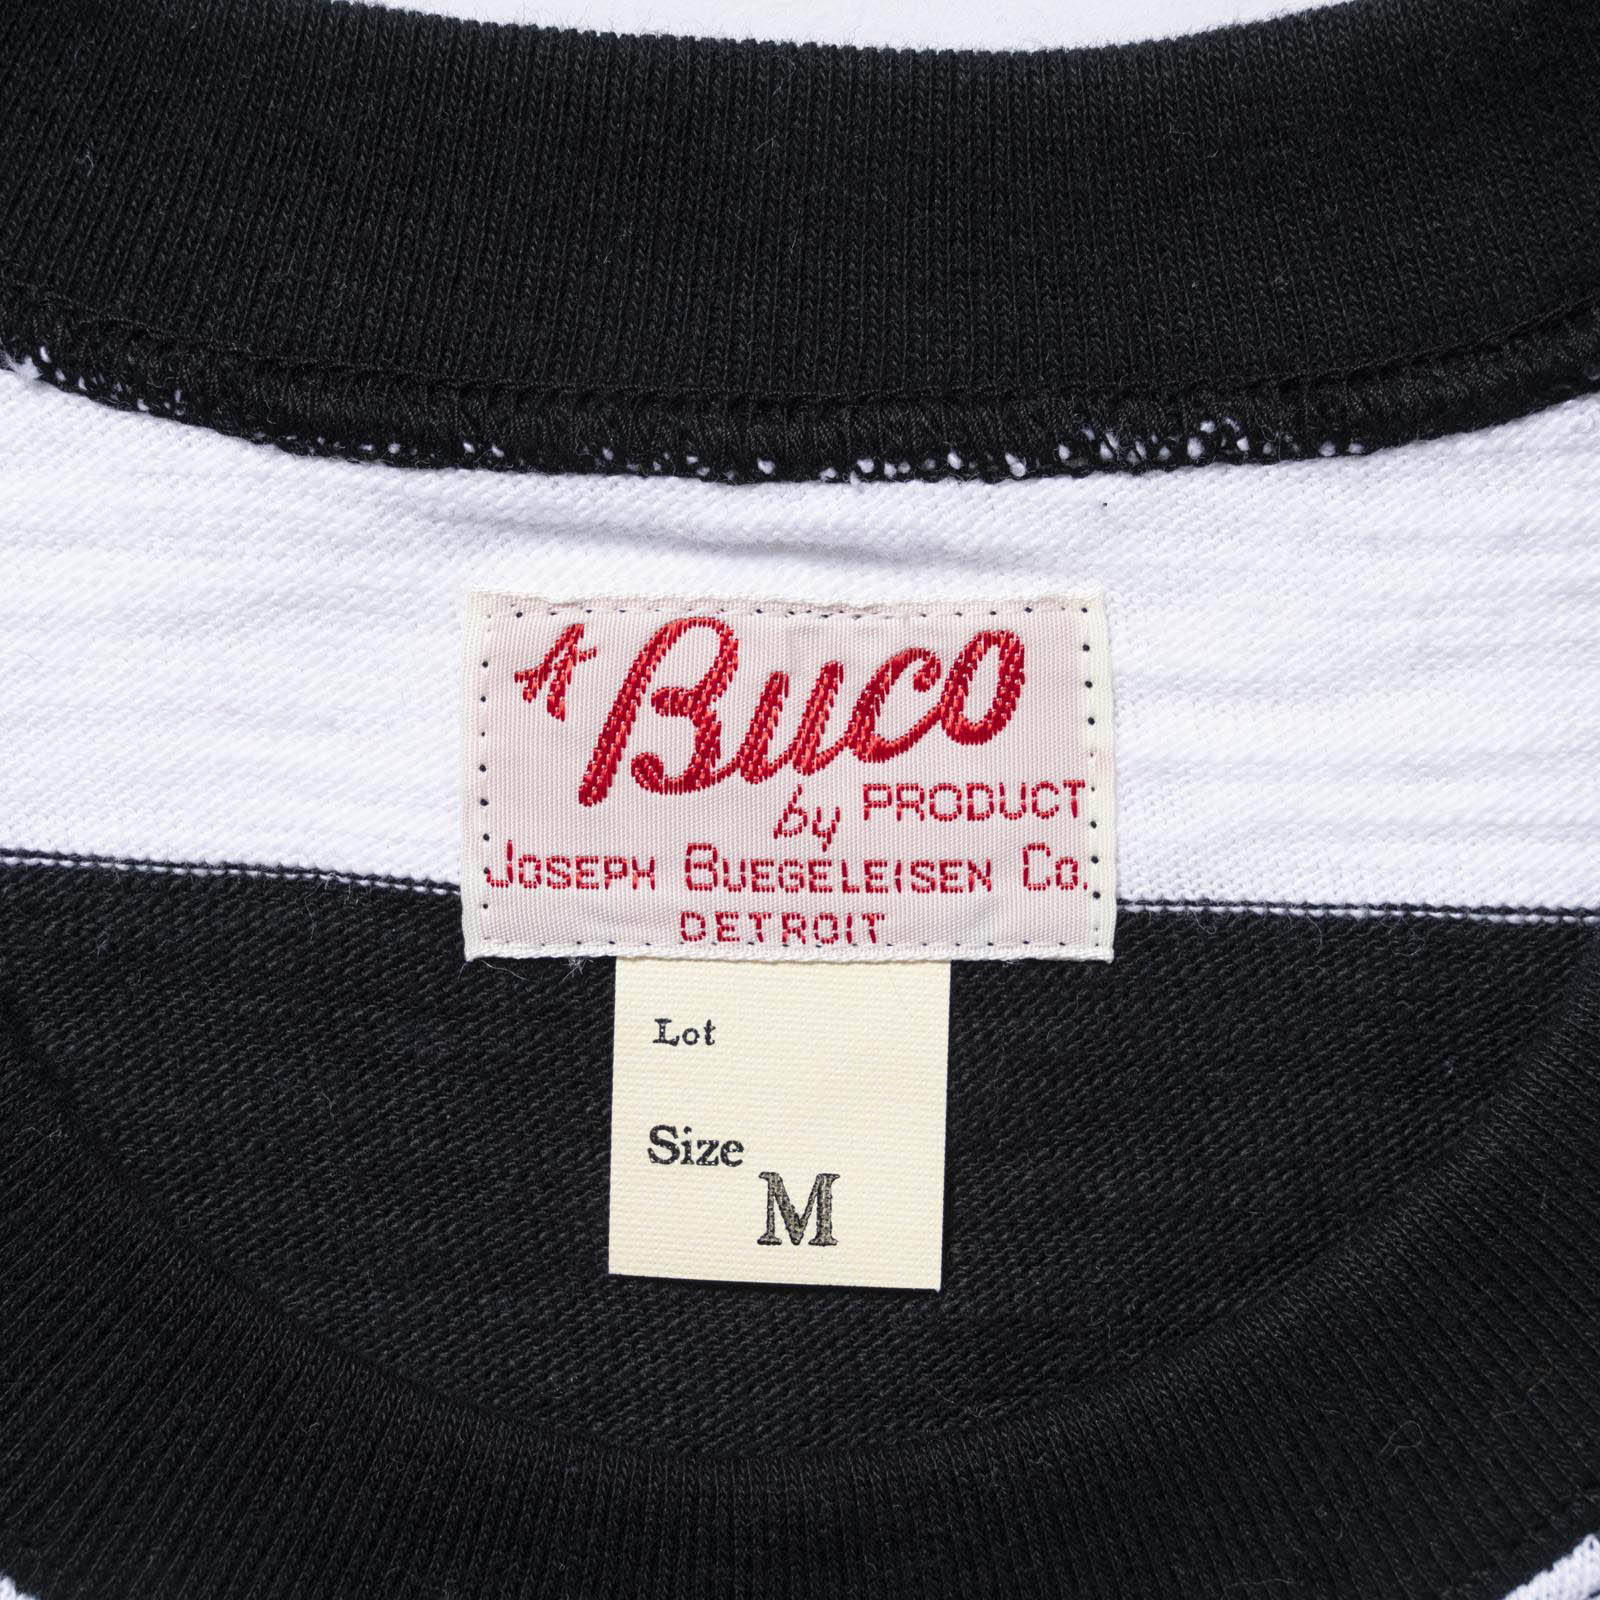 A Buco
by PRODUCT
JOSEPH BUEGELEISEN CO.
DETROIT
Lot
Size
M